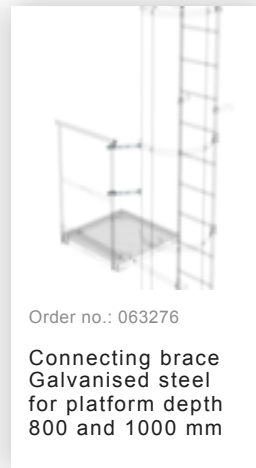 Order no.: 063276
Connecting brace
Galvanised steel
for platform depth
800 and 1000 mm